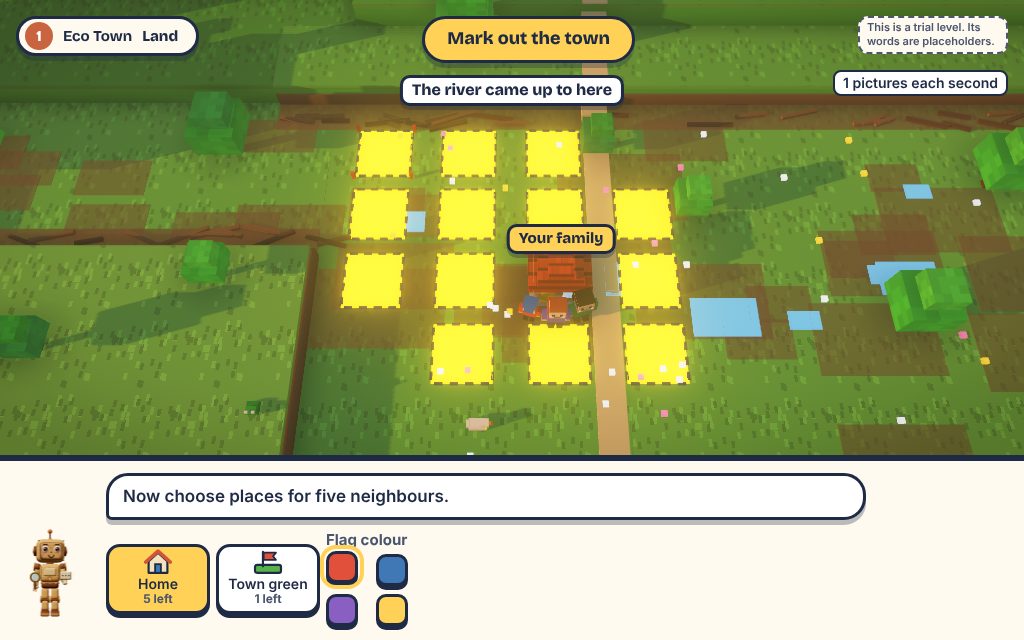 1 Eco Town Land
Mark out the town
This is a trial level. Its
words are placeholders.
The river came up to here
1 pictures each second
Your family
Now choose places for five neighbours.
Flag colour
Home
5 left
Town green
1 left